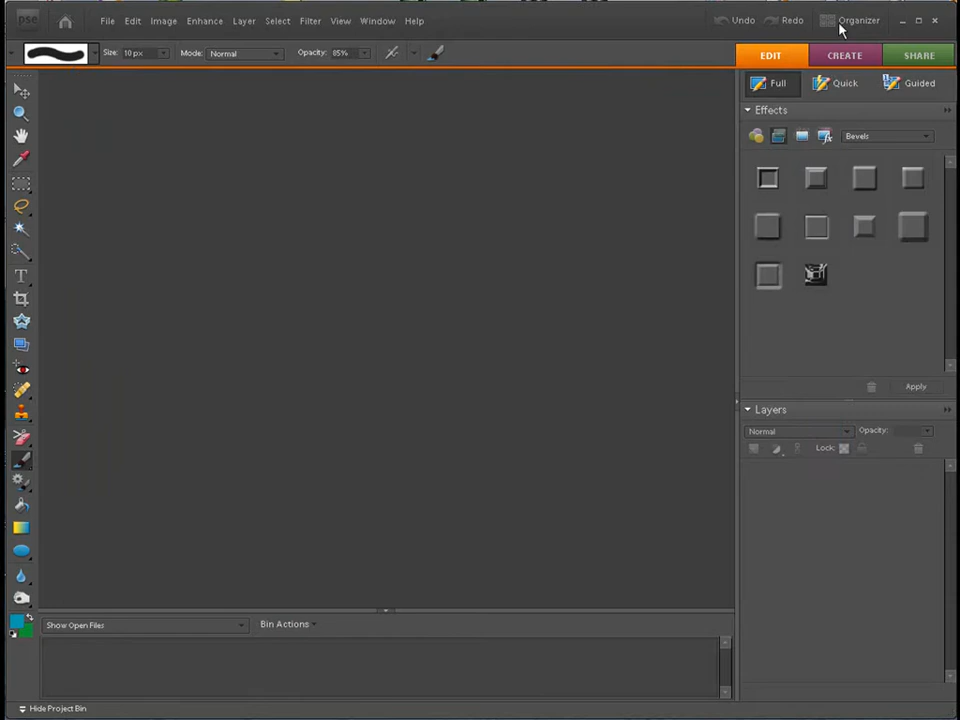 pse File Edit Image Enhance Layer Select Filter View Window Help Undo Redo Organizer
Size: 10 px Mode: Normal Opacity: 85% EDIT CREATE SHARE
Full Quick Guided
Effects
Bevels
Apply
Layers
Normal Opacity:
Lock:
T
Show Open Files Bin Actions
Hide Project Bin